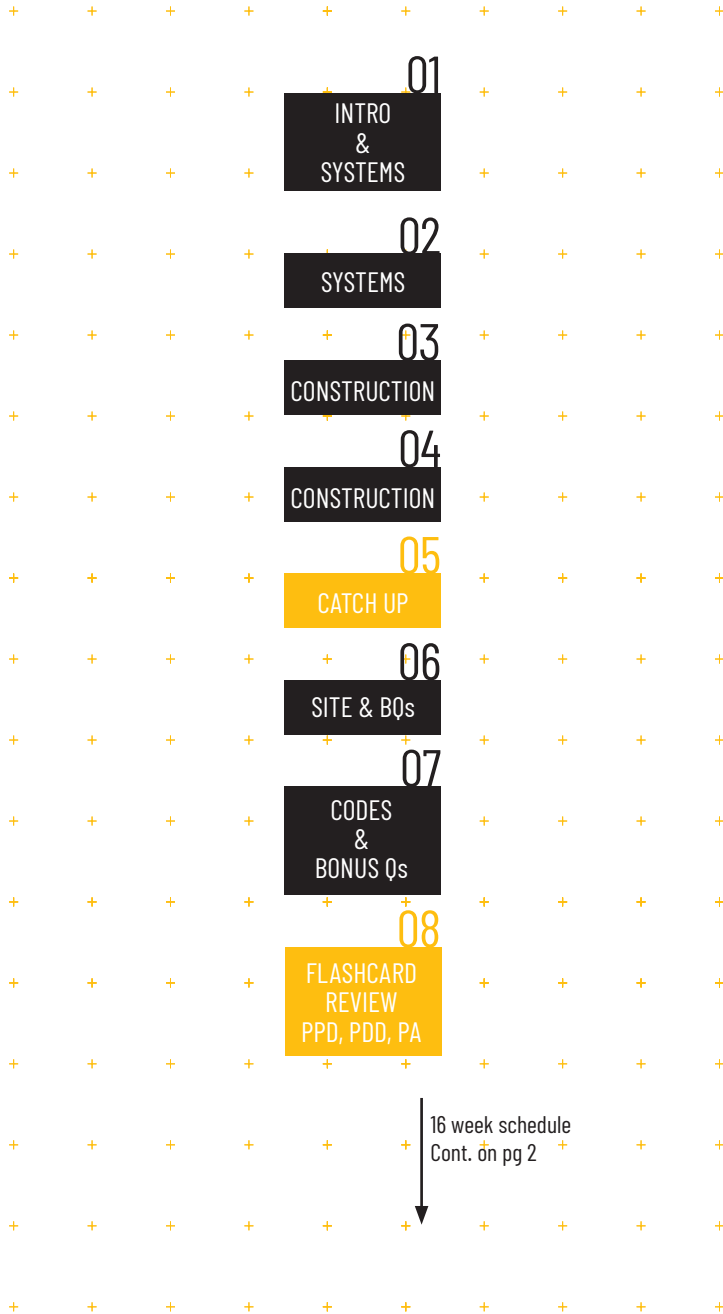 01
INTRO
&
SYSTEMS
02
SYSTEMS
03
CONSTRUCTION
04
CONSTRUCTION
05
CATCH UP
06
SITE & BQs
07
CODES
&
BONUS Qs
08
FLASHCARD
REVIEW
PPD, PDD, PA
16 week schedule
Cont. on pg 2